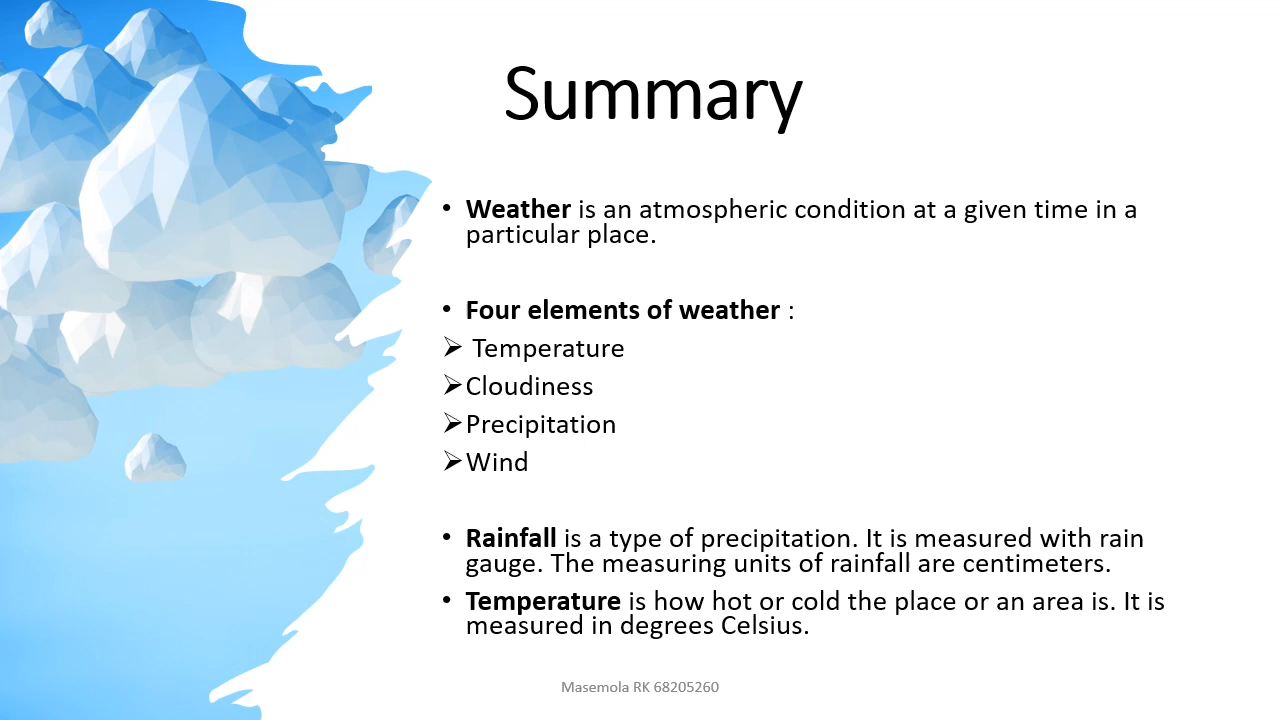 Summary
• Weather is an atmospheric condition at a given time in a
particular place.
• Four elements of weather :
➢ Temperature
➢Cloudiness
➢Precipitation
➢Wind
• Rainfall is a type of precipitation. It is measured with rain
gauge. The measuring units of rainfall are centimeters.
• Temperature is how hot or cold the place or an area is. It is
measured in degrees Celsius.
Masemola RK 68205260